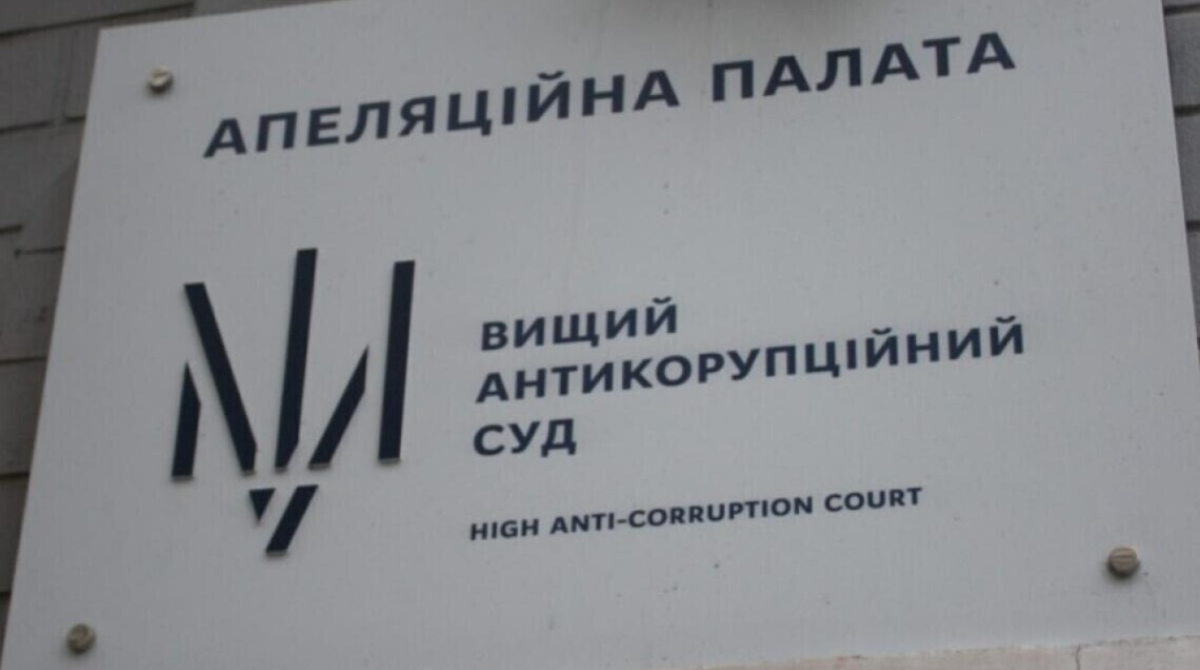 АПЕЛЯЦІЙНА ПАЛАТА
ВИЩИЙ
АНТИКОРУПЦІЙНИЙ
СУД
HIGH ANTI-CORRUPTION COURT